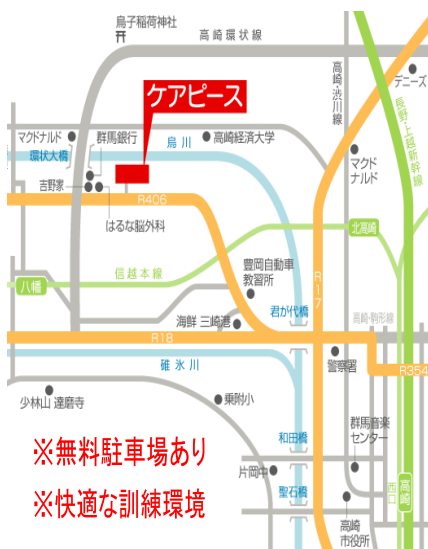 烏子稲荷神社
高崎環状線
デニーズ
高崎・渋川線
長野・上越新幹線
ケアピース
マクドナルド
群馬銀行
烏川
高崎経済大学
環状大橋
マクド
ナルド
吉野家
R406
はるな脳外科
北高崎
信越本線
八幡
豊岡自動車
教習所
R17
君が代橋
海鮮 三崎港
高崎・駒形線
R18
警察署
R354
碓氷川
少林山 達磨寺
乗附小
群馬音楽
センター
和田橋
片岡中
聖石橋
西口
高崎
高崎
市役所
※無料駐車場あり
※快適な訓練環境